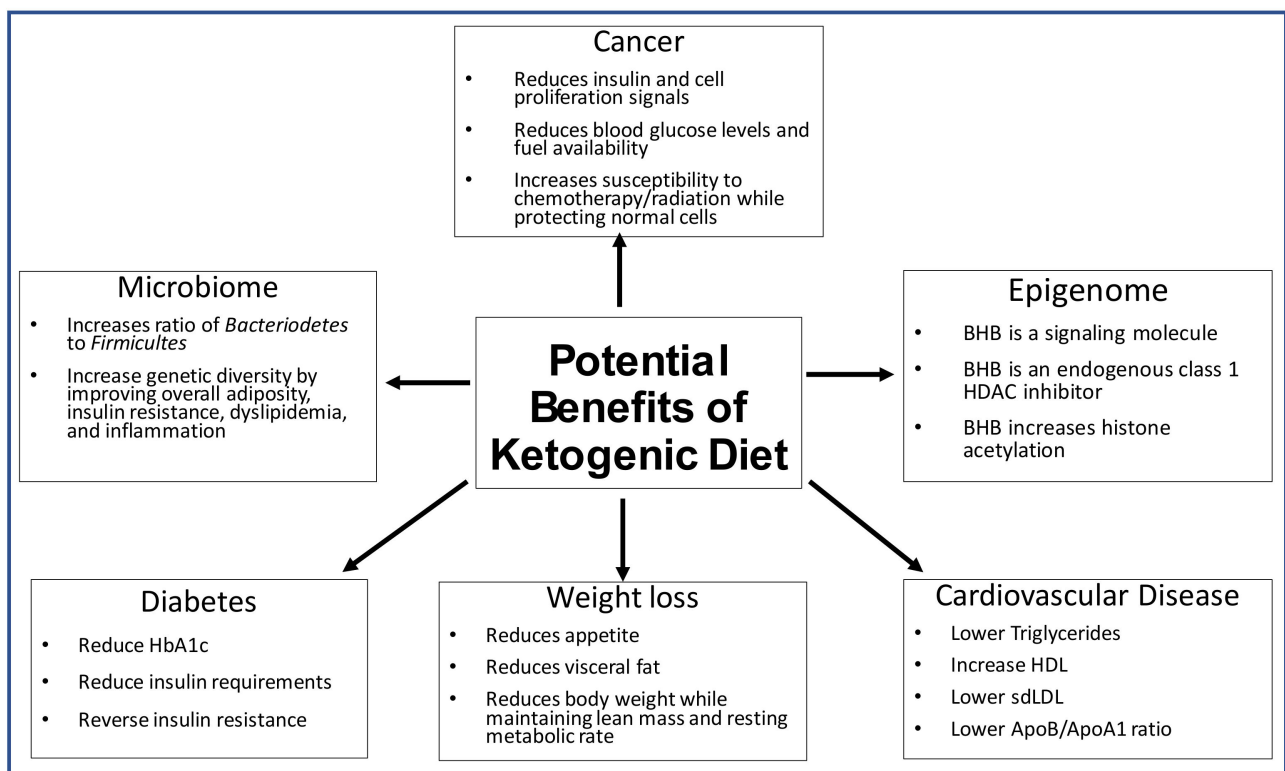 Cancer
• Reduces insulin and cell
proliferation signals
• Reduces blood glucose levels and
fuel availability
• Increases susceptibility to
chemotherapy/radiation while
protecting normal cells
Microbiome
• Increases ratio of Bacteriodetes
to Firmicultes
• Increase genetic diversity by
improving overall adiposity,
insulin resistance, dyslipidemia,
and inflammation
Potential
Benefits of
Ketogenic Diet
Epigenome
• BHB is a signaling molecule
• BHB is an endogenous class 1
HDAC inhibitor
• BHB increases histone
acetylation
Diabetes
• Reduce HbA1c
• Reduce insulin requirements
• Reverse insulin resistance
Weight loss
• Reduces appetite
• Reduces visceral fat
• Reduces body weight while
maintaining lean mass and resting
metabolic rate
Cardiovascular Disease
• Lower Triglycerides
• Increase HDL
• Lower sdLDL
• Lower ApoB/ApoA1 ratio